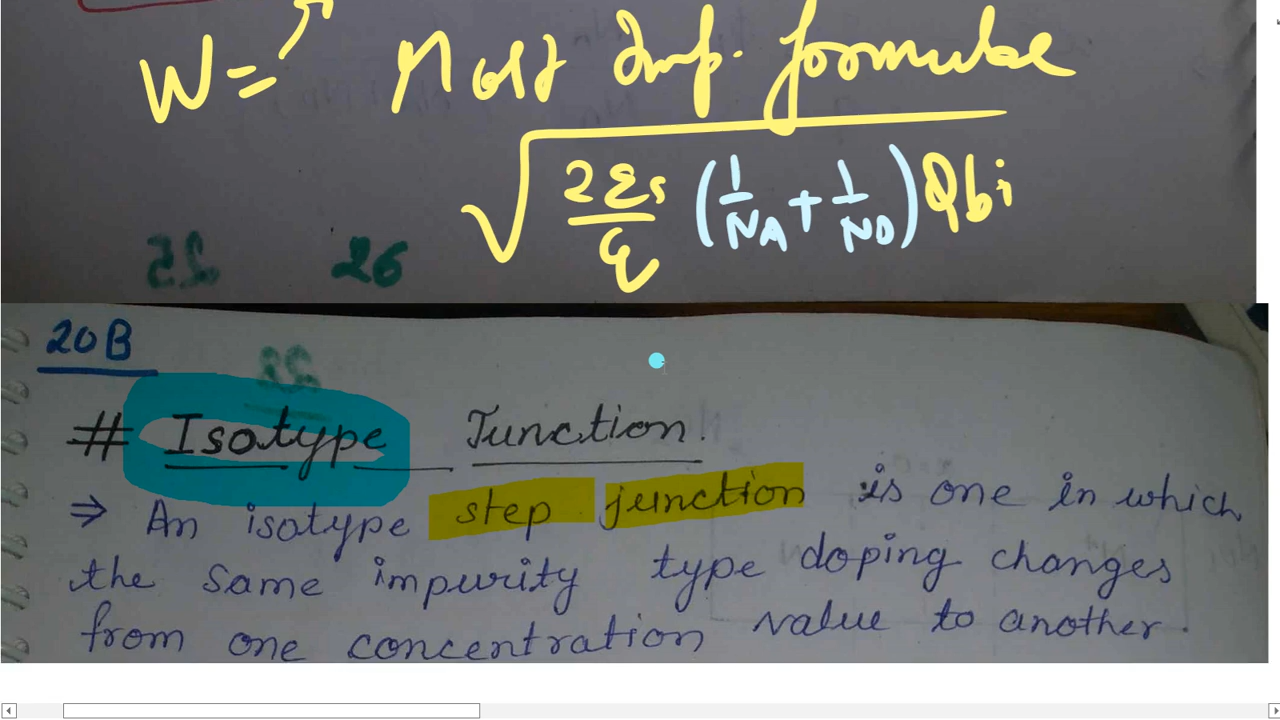 W = Most Imp. formulae
√(2εs/q (1/NA + 1/ND) φbi)
26
20B
# Isotype Junction.
⇒ An isotype step junction is one in which
the same impurity type doping changes
from one concentration value to another.